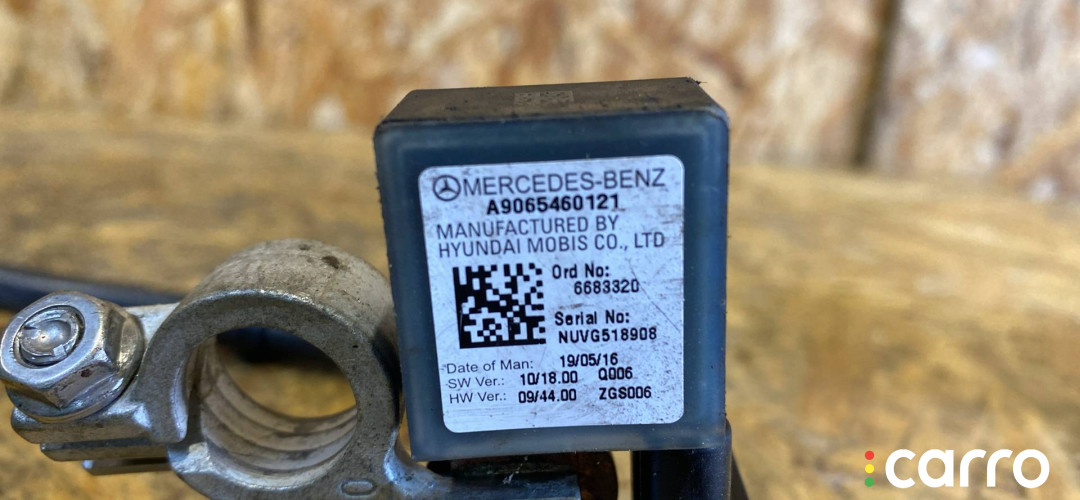 MERCEDES-BENZ
A9065460121
MANUFACTURED BY
HYUNDAI MOBIS CO., LTD
Ord No:
6683320
Serial No:
NUVG518908
Date of Man: 19/05/16
SW Ver.: 10/18.00 Q006
HW Ver.: 09/44.00 ZGS006
carro